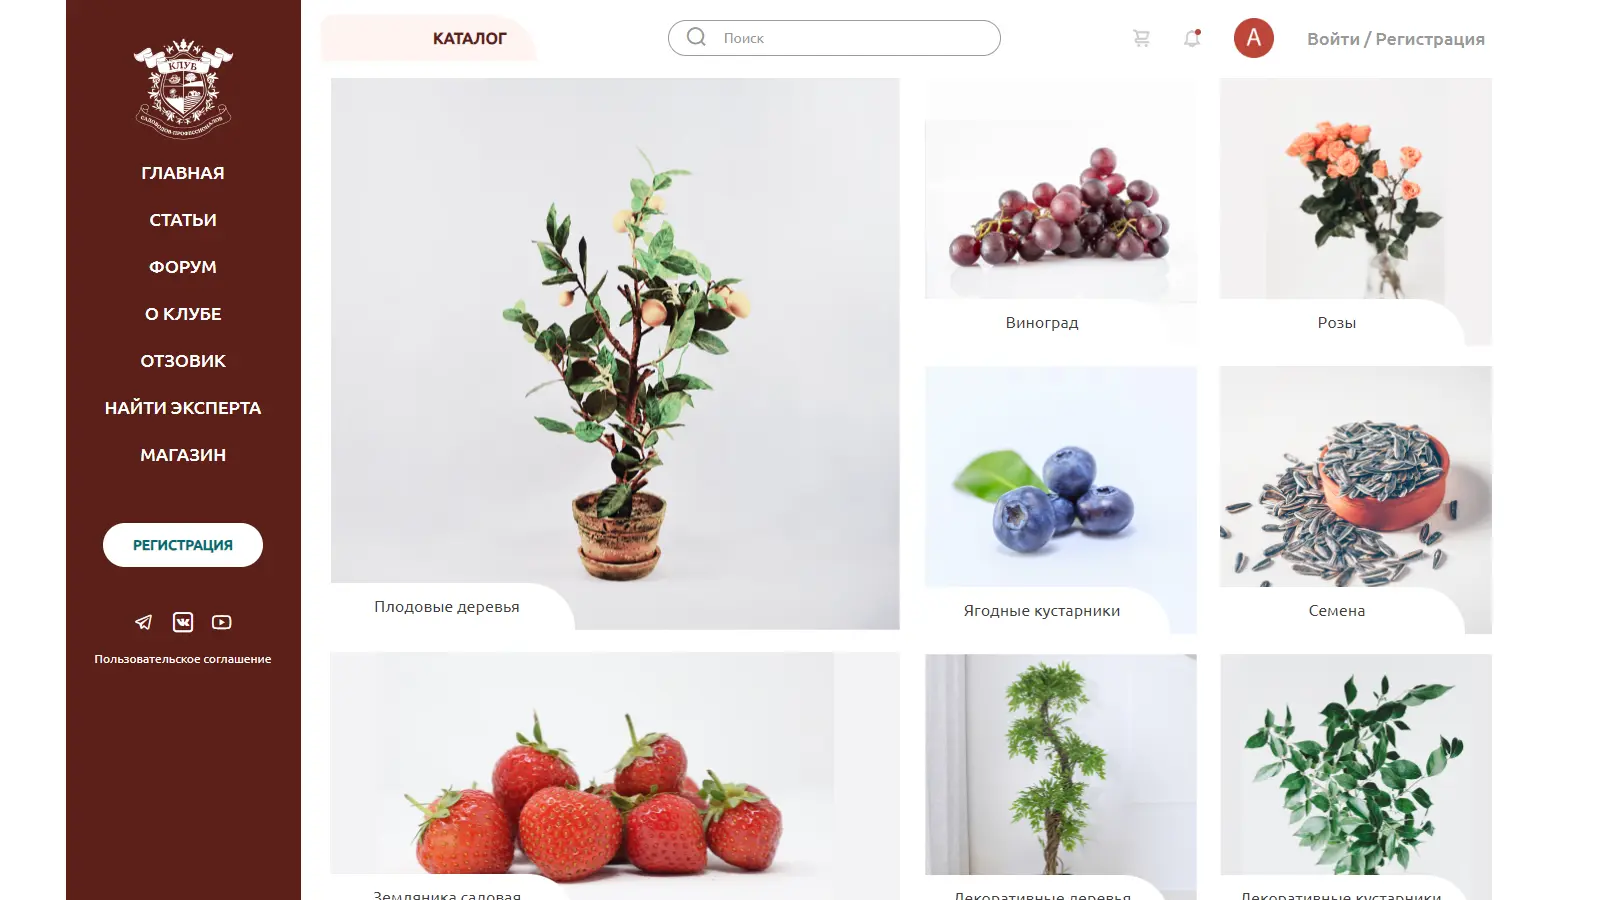 КЛУБ
САДОВОДОВ-ПРОФЕССИОНАЛОВ
ГЛАВНАЯ
СТАТЬИ
ФОРУМ
О КЛУБЕ
ОТЗОВИК
НАЙТИ ЭКСПЕРТА
МАГАЗИН
РЕГИСТРАЦИЯ
Пользовательское соглашение
КАТАЛОГ
Поиск
A
Войти / Регистрация
Плодовые деревья
Виноград
Розы
Ягодные кустарники
Семена
Земляника садовая
Декоративные деревья
Декоративные кустарники